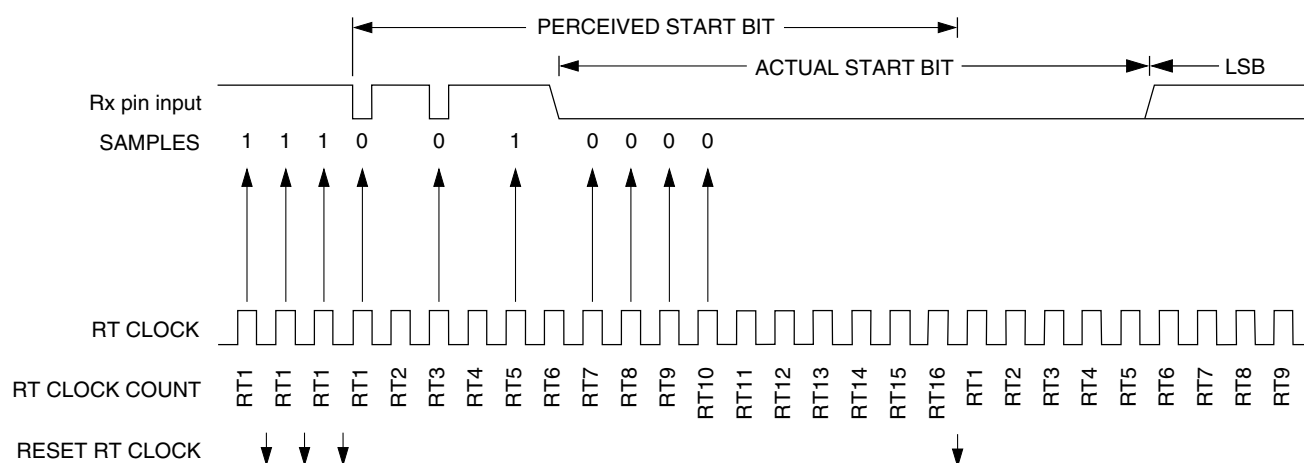 PERCEIVED START BIT
ACTUAL START BIT
LSB
Rx pin input
SAMPLES 1 1 1 0 0 1 0 0 0 0
RT CLOCK
RT CLOCK COUNT RT1 RT1 RT1 RT1 RT2 RT3 RT4 RT5 RT6 RT7 RT8 RT9 RT10 RT11 RT12 RT13 RT14 RT15 RT16 RT1 RT2 RT3 RT4 RT5 RT6 RT7 RT8 RT9
RESET RT CLOCK